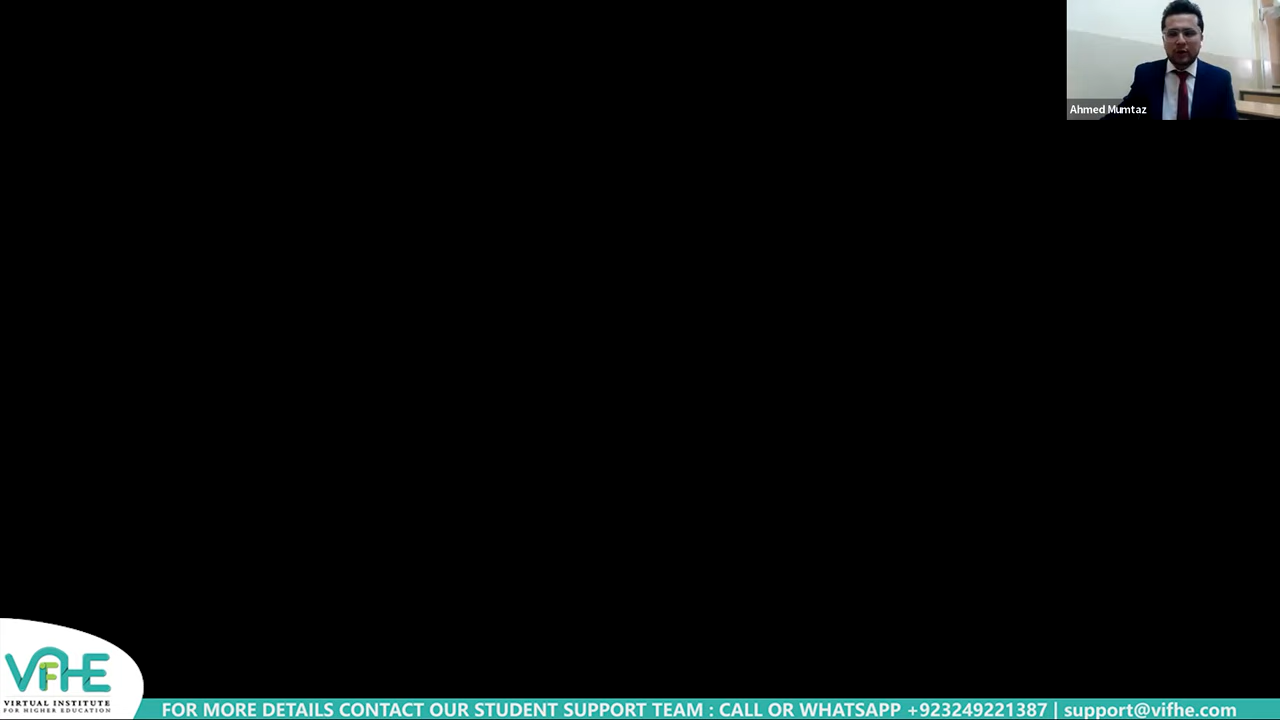 Ahmed Mumtaz
VIFHE
VIRTUAL INSTITUTE
FOR HIGHER EDUCATION
FOR MORE DETAILS CONTACT OUR STUDENT SUPPORT TEAM : CALL OR WHATSAPP +923249221387 | support@vifhe.com